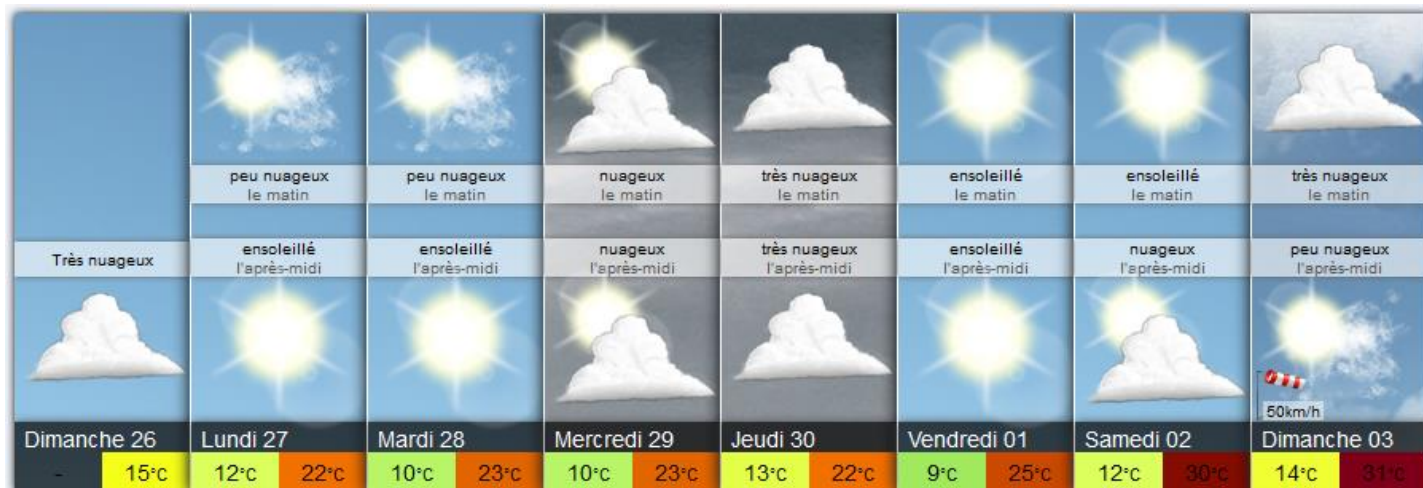 peu nuageux
le matin
peu nuageux
le matin
nuageux
le matin
très nuageux
le matin
ensoleillé
le matin
ensoleillé
le matin
très nuageux
le matin
Très nuageux
ensoleillé
l'après-midi
ensoleillé
l'après-midi
nuageux
l'après-midi
très nuageux
l'après-midi
ensoleillé
l'après-midi
nuageux
l'après-midi
peu nuageux
l'après-midi
50km/h
Dimanche 26
Lundi 27
Mardi 28
Mercredi 29
Jeudi 30
Vendredi 01
Samedi 02
Dimanche 03
- 15°C
12°C 22°C
10°C 23°C
10°C 23°C
13°C 22°C
9°C 25°C
12°C 30°C
14°C 31°C